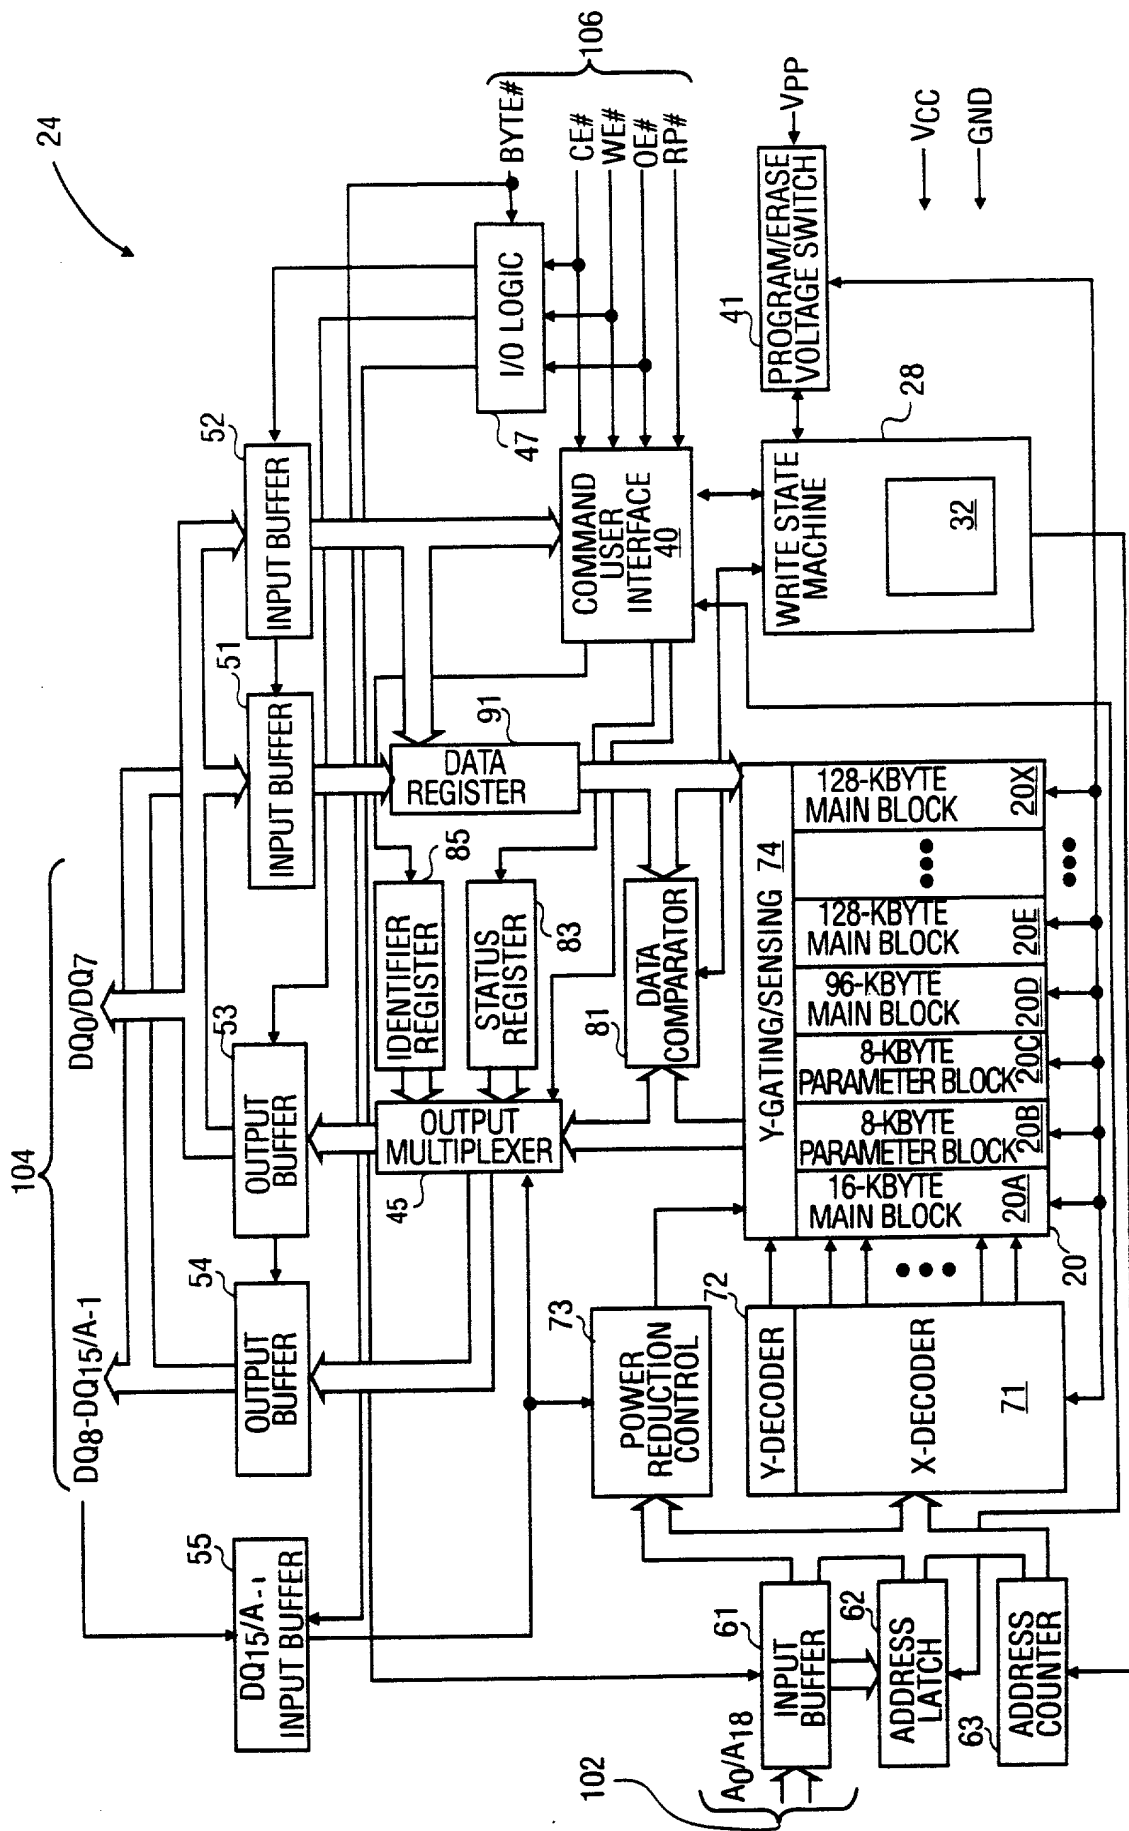 24
104
DQ8-DQ15/A-1
DQ0/DQ7
55
DQ15/A-1
INPUT BUFFER
54
OUTPUT
BUFFER
53
OUTPUT
BUFFER
51
INPUT BUFFER
52
INPUT BUFFER
BYTE#
106
CE#
WE#
OE#
RP#
I/O LOGIC
47
45
OUTPUT
MULTIPLEXER
IDENTIFIER
REGISTER
85
STATUS
REGISTER
83
DATA
REGISTER
91
COMMAND
USER
INTERFACE
40
81
DATA
COMPARATOR
73
POWER
REDUCTION
CONTROL
41
PROGRAM/ERASE
VOLTAGE SWITCH
VPP
VCC
GND
WRITE STATE
MACHINE
28
32
102
A0/A18
61
INPUT
BUFFER
62
ADDRESS
LATCH
63
ADDRESS
COUNTER
72
Y-DECODER
X-DECODER
71
Y-GATING/SENSING
74
16-KBYTE
MAIN BLOCK
20A
8-KBYTE
PARAMETER BLOCK
20B
8-KBYTE
PARAMETER BLOCK
20C
96-KBYTE
MAIN BLOCK
20D
128-KBYTE
MAIN BLOCK
20E
128-KBYTE
MAIN BLOCK
20X
20